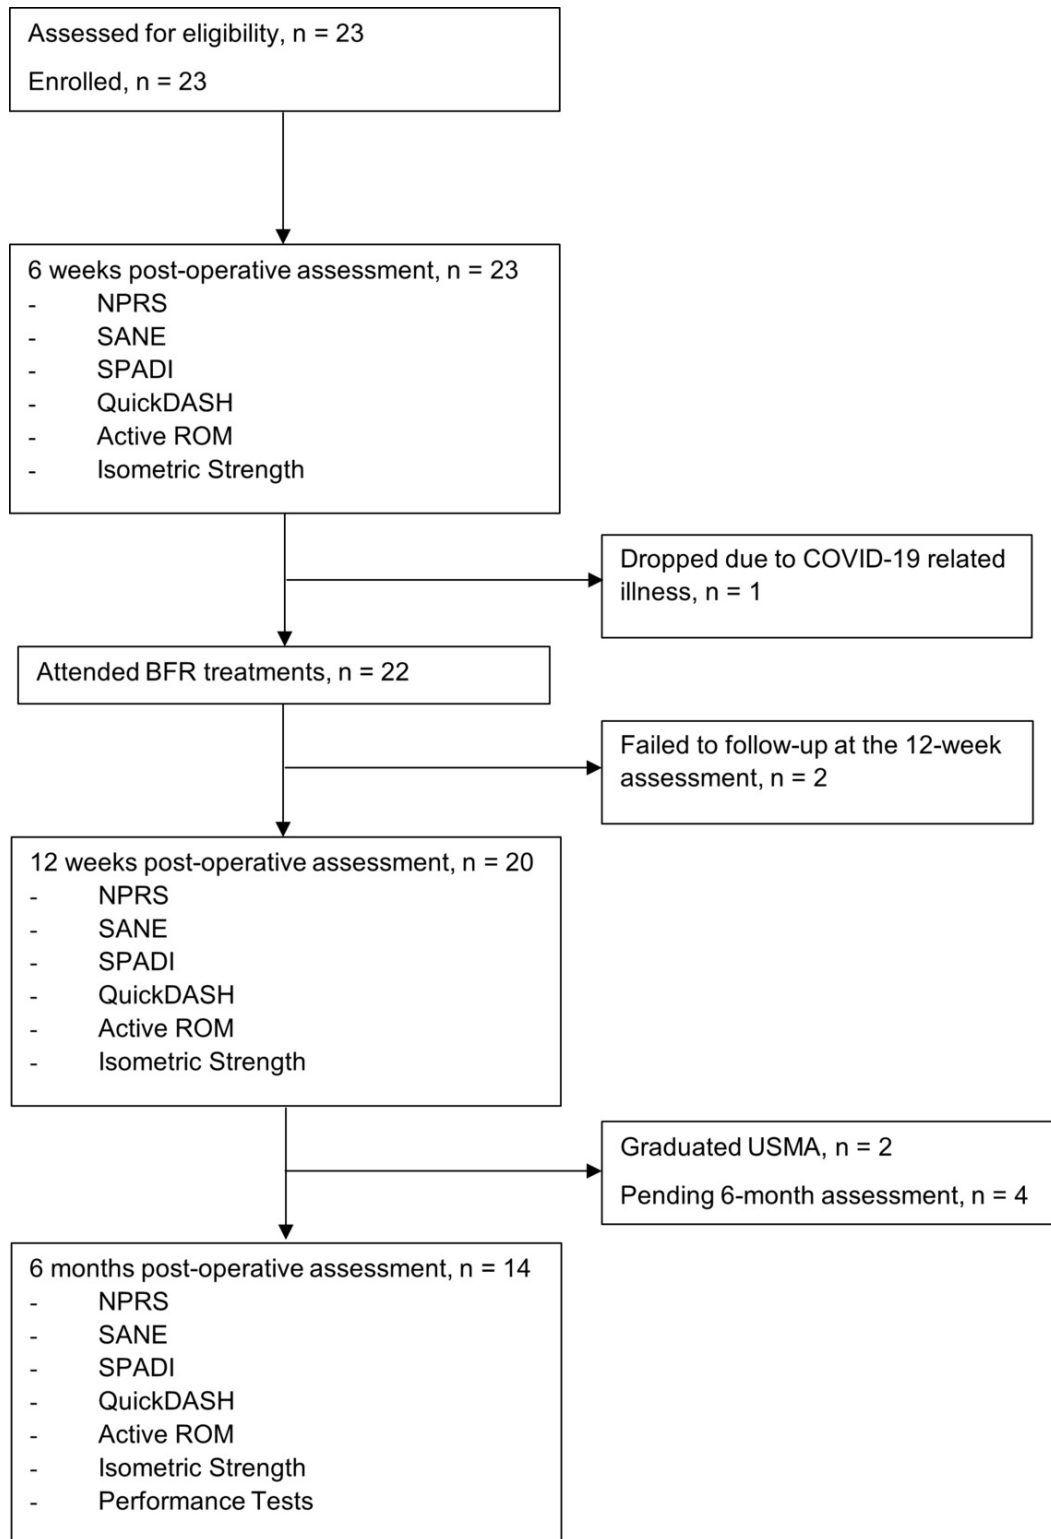 Assessed for eligibility, n = 23
Enrolled, n = 23
6 weeks post-operative assessment, n = 23
- NPRS
- SANE
- SPADI
- QuickDASH
- Active ROM
- Isometric Strength
Dropped due to COVID-19 related
illness, n = 1
Attended BFR treatments, n = 22
Failed to follow-up at the 12-week
assessment, n = 2
12 weeks post-operative assessment, n = 20
- NPRS
- SANE
- SPADI
- QuickDASH
- Active ROM
- Isometric Strength
Graduated USMA, n = 2
Pending 6-month assessment, n = 4
6 months post-operative assessment, n = 14
- NPRS
- SANE
- SPADI
- QuickDASH
- Active ROM
- Isometric Strength
- Performance Tests